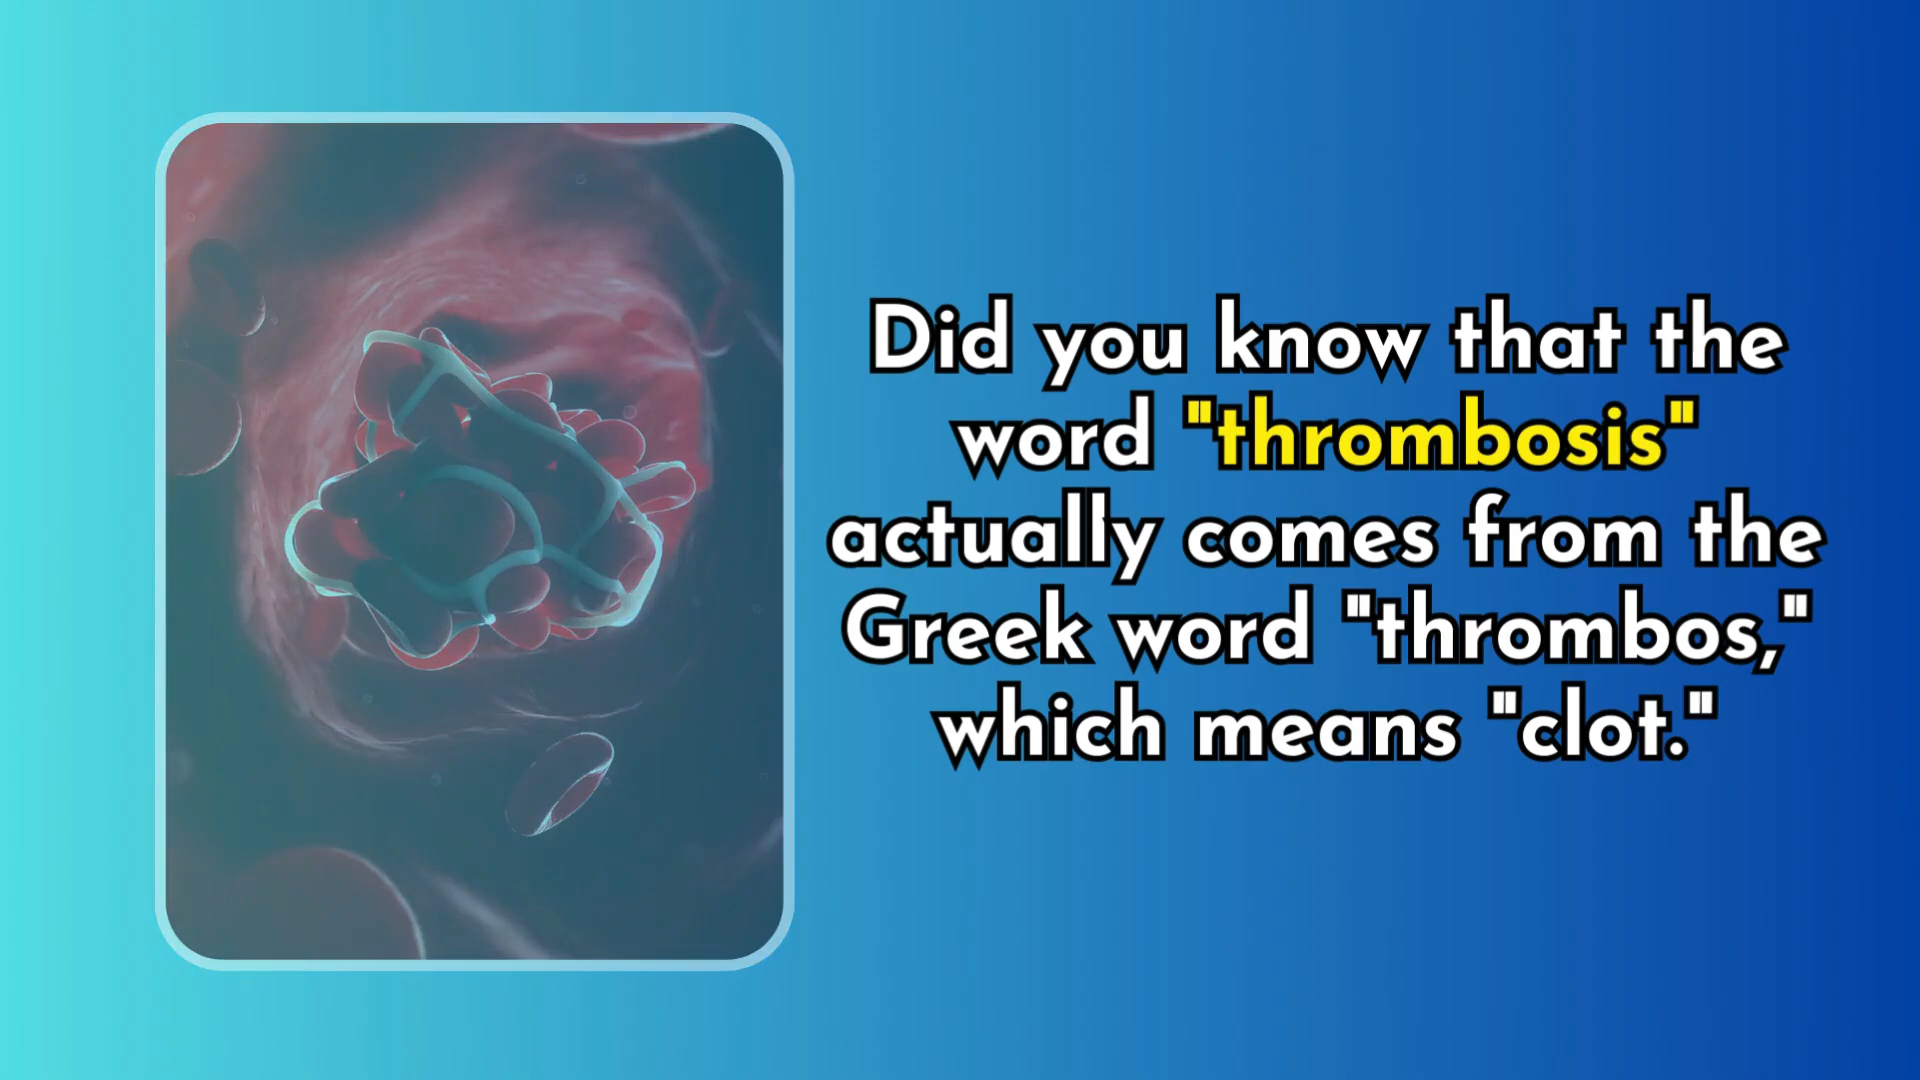 Did you know that the
word "thrombosis"
actually comes from the
Greek word "thrombos,"
which means "clot."